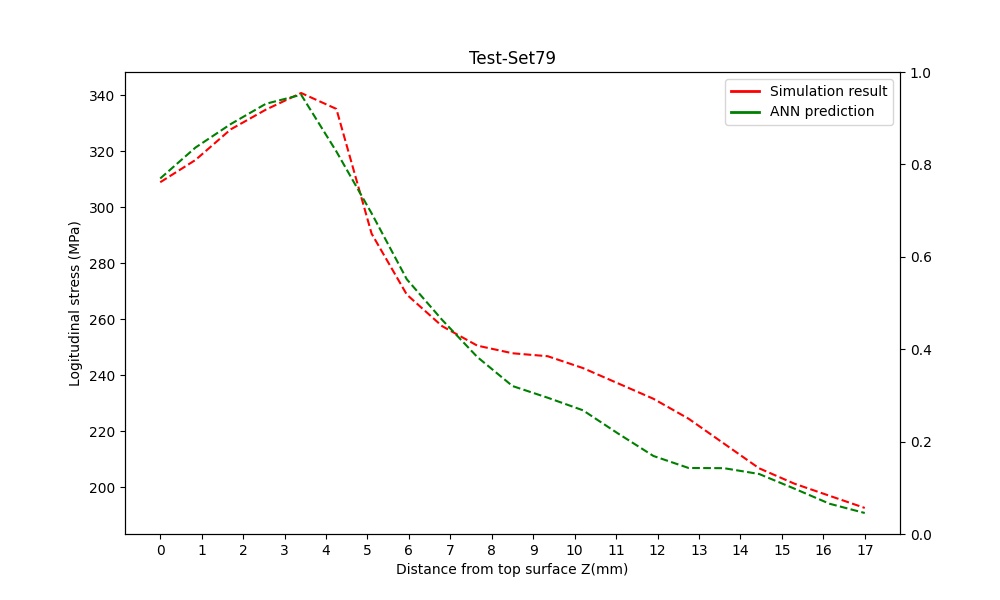 Test-Set79
Simulation result
ANN prediction
340
320
300
280
260
240
220
200
1.0
0.8
0.6
0.4
0.2
0.0
Logitudinal stress (MPa)
0 1 2 3 4 5 6 7 8 9 10 11 12 13 14 15 16 17
Distance from top surface Z(mm)